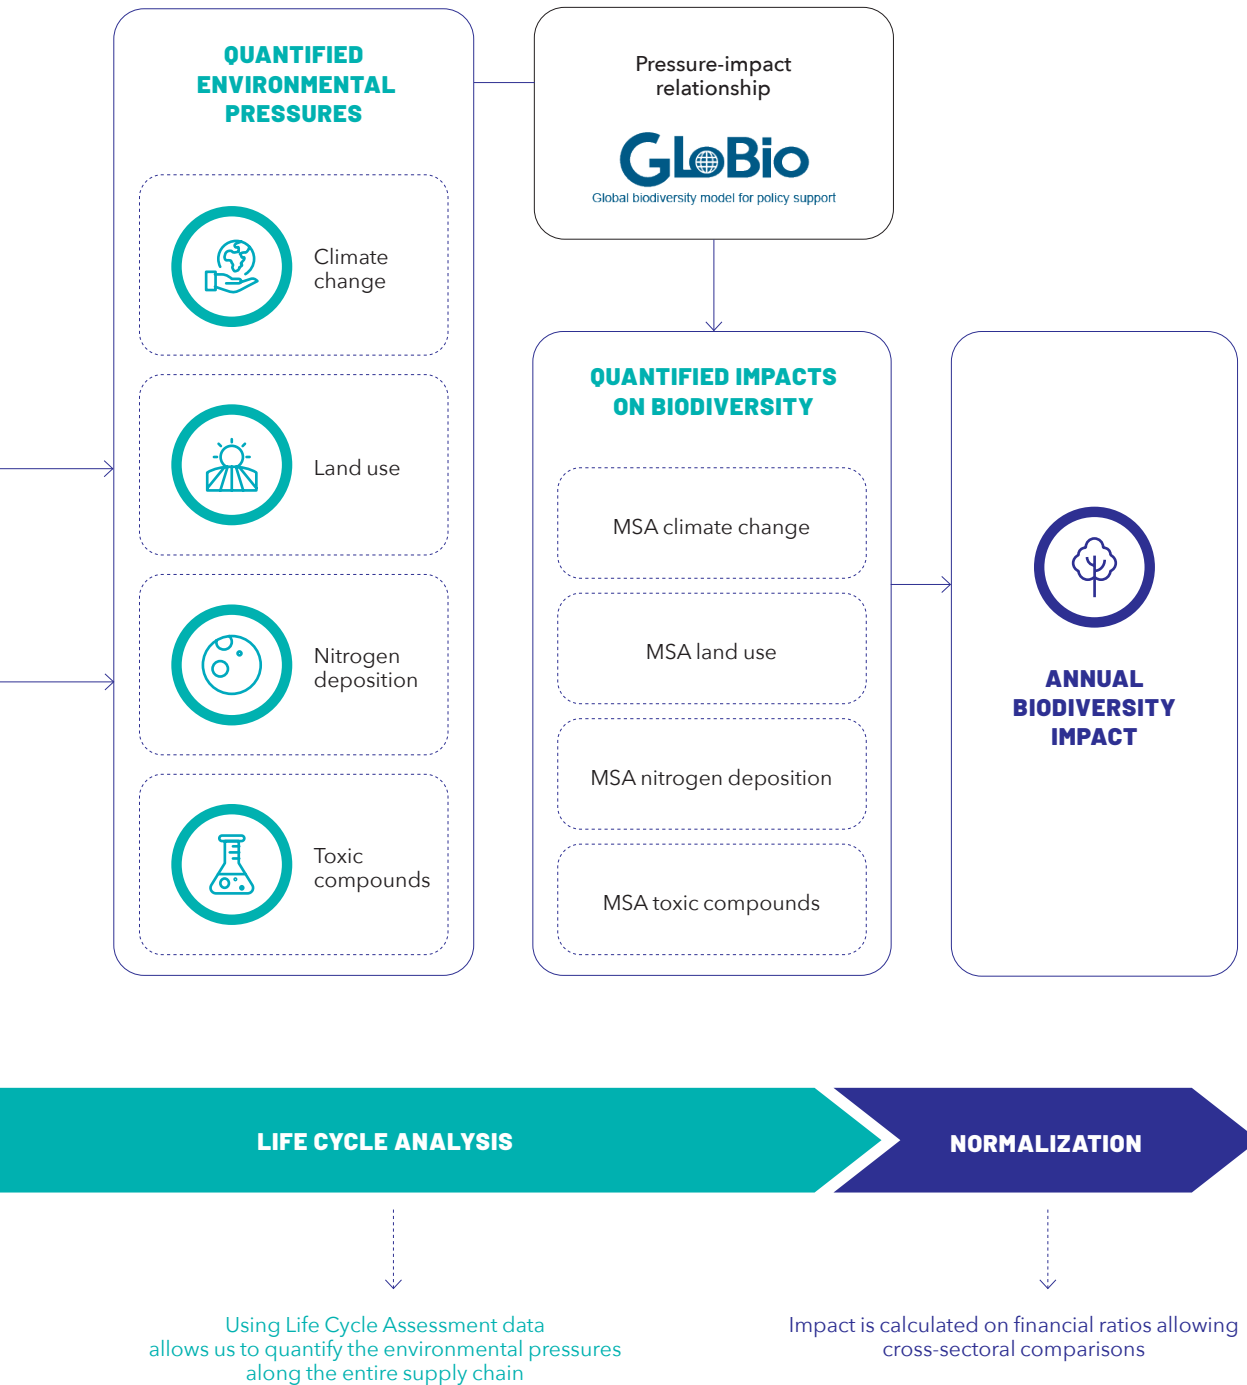 QUANTIFIED
ENVIRONMENTAL
PRESSURES
Climate
change
Land use
Nitrogen
deposition
Toxic
compounds
Pressure-impact
relationship
GLOBIO
Global biodiversity model for policy support
QUANTIFIED IMPACTS
ON BIODIVERSITY
MSA climate change
MSA land use
MSA nitrogen deposition
MSA toxic compounds
ANNUAL
BIODIVERSITY
IMPACT
LIFE CYCLE ANALYSIS
NORMALIZATION
Using Life Cycle Assessment data
allows us to quantify the environmental pressures
along the entire supply chain
Impact is calculated on financial ratios allowing
cross-sectoral comparisons